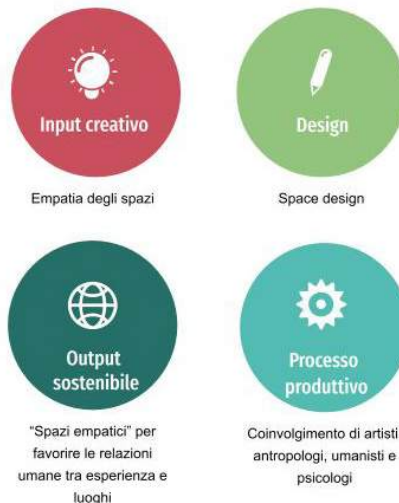 Input creativo
Empatia degli spazi
Design
Space design
Output
sostenibile
“Spazi empatici” per
favorire le relazioni
umane tra esperienza e
luoghi
Processo
produttivo
Coinvolgimento di artisti,
antropologi, umanisti e
psicologi